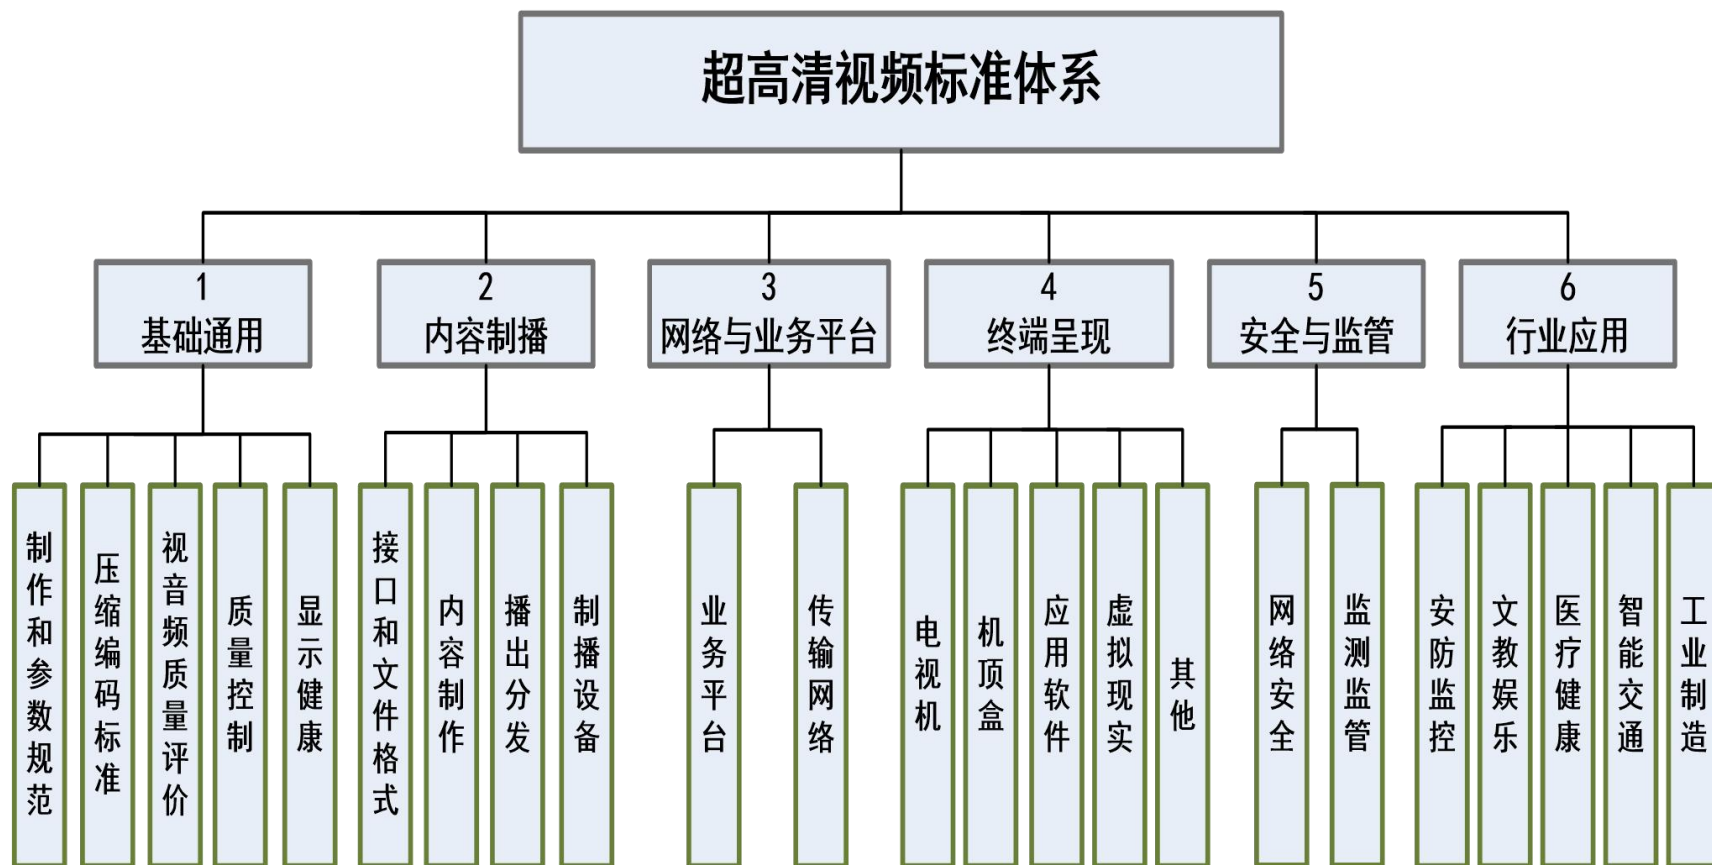 超高清视频标准体系
1
基础通用
2
内容制播
3
网络与业务平台
4
终端呈现
5
安全与监管
6
行业应用
制作和参数规范
压缩编码标准
视音频质量评价
质量控制
显示健康
接口和文件格式
内容制作
播出分发
制播设备
业务平台
传输网络
电视机
机顶盒
应用软件
虚拟现实
其他
网络安全
监测监管
安防监控
文教娱乐
医疗健康
智能交通
工业制造